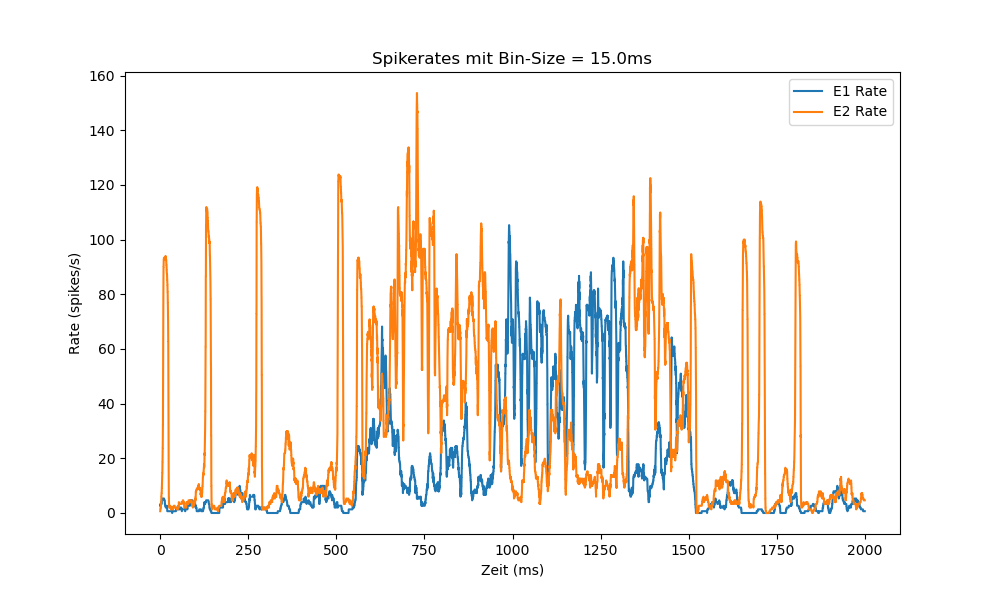 Spikerates mit Bin-Size = 15.0ms
E1 Rate
E2 Rate
160
140
120
100
80
60
40
20
0
Rate (spikes/s)
0 250 500 750 1000 1250 1500 1750 2000
Zeit (ms)